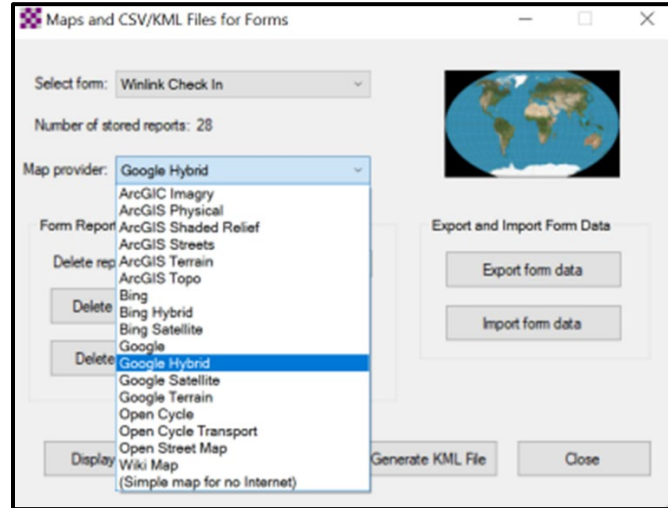 Maps and CSV/KML Files for Forms
Select form: Winlink Check In
Number of stored reports: 28
Map provider: Google Hybrid
ArcGIC Imagry
ArcGIS Physical
ArcGIS Shaded Relief
ArcGIS Streets
ArcGIS Terrain
ArcGIS Topo
Bing
Bing Hybrid
Bing Satellite
Google
Google Hybrid
Google Satellite
Google Terrain
Open Cycle
Open Cycle Transport
Open Street Map
Wiki Map
(Simple map for no Internet)
Form Report
Delete rep
Delete
Delete
Export and Import Form Data
Export form data
Import form data
Display
Generate KML File
Close